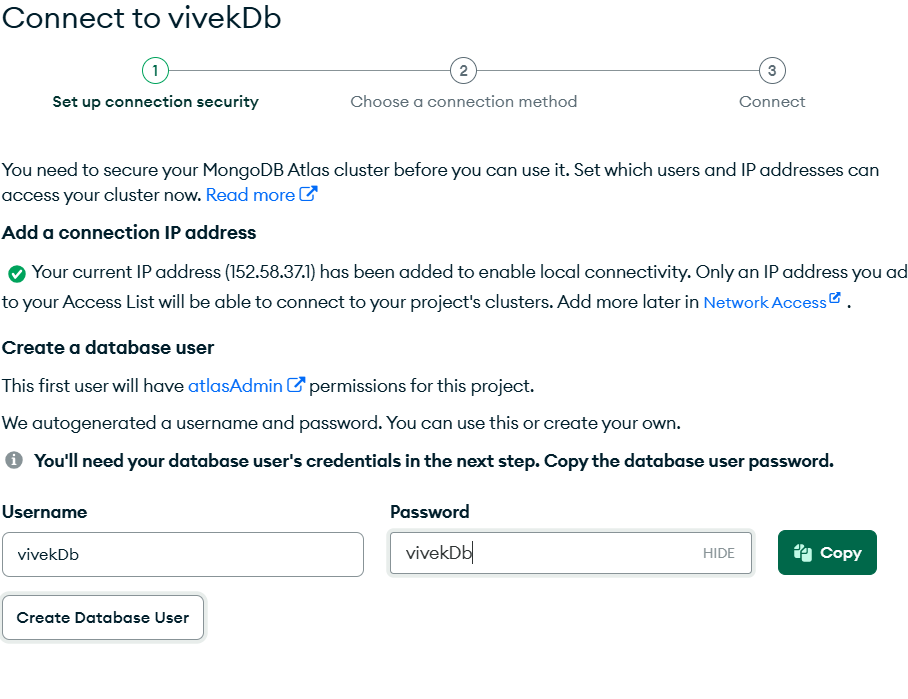 Connect to vivekDb
1 2 3
Set up connection security Choose a connection method Connect
You need to secure your MongoDB Atlas cluster before you can use it. Set which users and IP addresses can
access your cluster now. Read more
Add a connection IP address
Your current IP address (152.58.37.1) has been added to enable local connectivity. Only an IP address you ad
to your Access List will be able to connect to your project's clusters. Add more later in Network Access .
Create a database user
This first user will have atlasAdmin permissions for this project.
We autogenerated a username and password. You can use this or create your own.
You'll need your database user's credentials in the next step. Copy the database user password.
Username Password
vivekDb vivekDb HIDE Copy
Create Database User